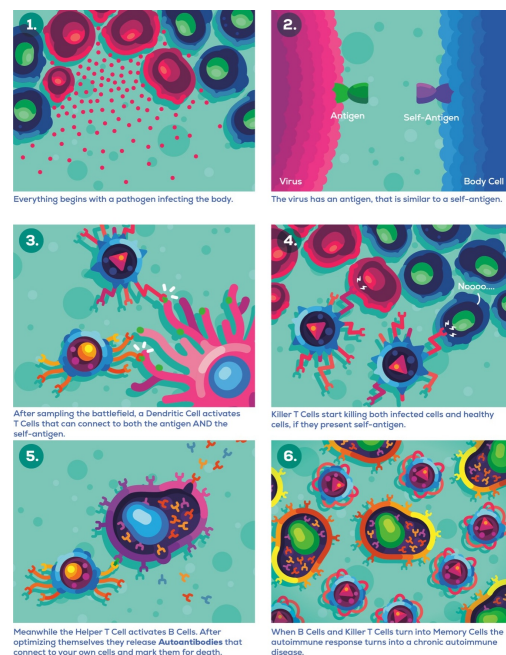 1.
Everything begins with a pathogen infecting the body.
2.
Antigen
Self-Antigen
Virus
Body Cell
The virus has an antigen, that is similar to a self-antigen.
3.
After sampling the battlefield, a Dendritic Cell activates
T Cells that can connect to both the antigen AND the
self-antigen.
4.
Noooo....
Killer T Cells start killing both infected cells and healthy
cells, if they present self-antigen.
5.
Meanwhile the Helper T Cell activates B Cells. After
optimizing themselves they release Autoantibodies that
connect to your own cells and mark them for death.
6.
When B Cells and Killer T Cells turn into Memory Cells the
autoimmune response turns into a chronic autoimmune
disease.